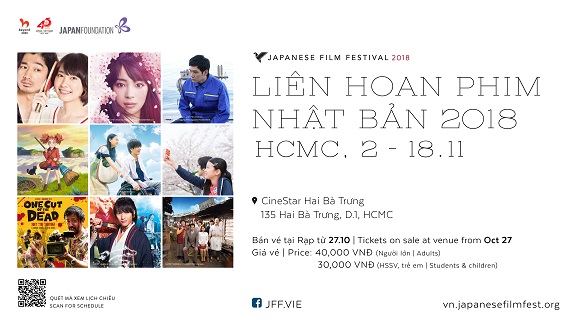 JAPANFOUNDATION
JAPANESE FILM FESTIVAL 2018
LIÊN HOAN PHIM
NHẬT BẢN 2018
HCMC, 2 - 18.11
CineStar Hai Bà Trưng
135 Hai Bà Trưng, D.1, HCMC
Bán vé tại Rạp từ 27.10 | Tickets on sale at venue from Oct 27
Giá vé | Price: 40,000 VNĐ (Người lớn | Adults)
30,000 VNĐ (HSSV, trẻ em | Students & children)
ONE CUT OF THE DEAD
QUÉT MÃ XEM LỊCH CHIẾU
SCAN FOR SCHEDULE
JFF.VIE
vn.japanesefilmfest.org